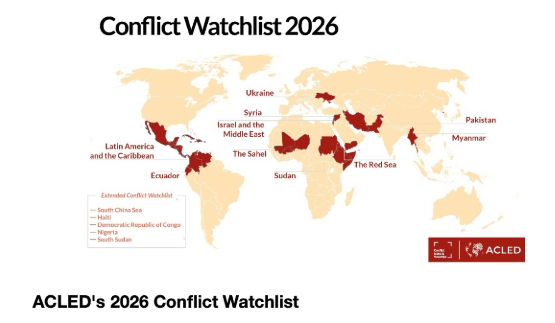 Conflict Watchlist 2026
Ukraine
Syria
Israel and the
Middle East
Pakistan
Myanmar
Latin America
and the Caribbean
The Sahel
The Red Sea
Ecuador
Sudan
Extended Conflict Watchlist
— South China Sea
— Haiti
— Democratic Republic of Congo
— Nigeria
— South Sudan
ACLED
ACLED's 2026 Conflict Watchlist